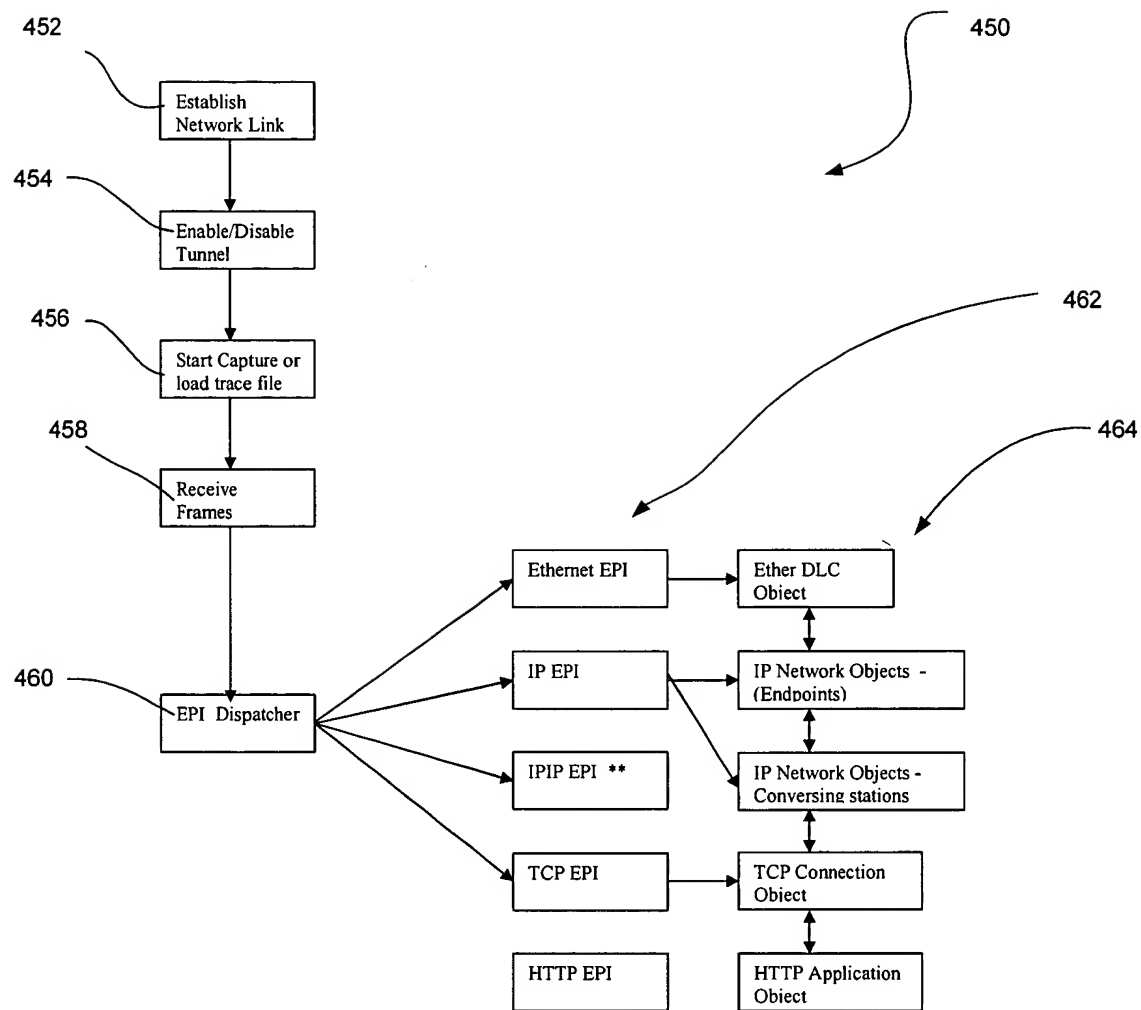 452
450
Establish
Network Link
454
Enable/Disable
Tunnel
462
456
Start Capture or
load trace file
458
464
Receive
Frames
Ethernet EPI
Ether DLC
Object
460
EPI Dispatcher
IP EPI
IP Network Objects -
(Endpoints)
IPIP EPI **
IP Network Objects -
Conversing stations
TCP EPI
TCP Connection
Object
HTTP EPI
HTTP Application
Object